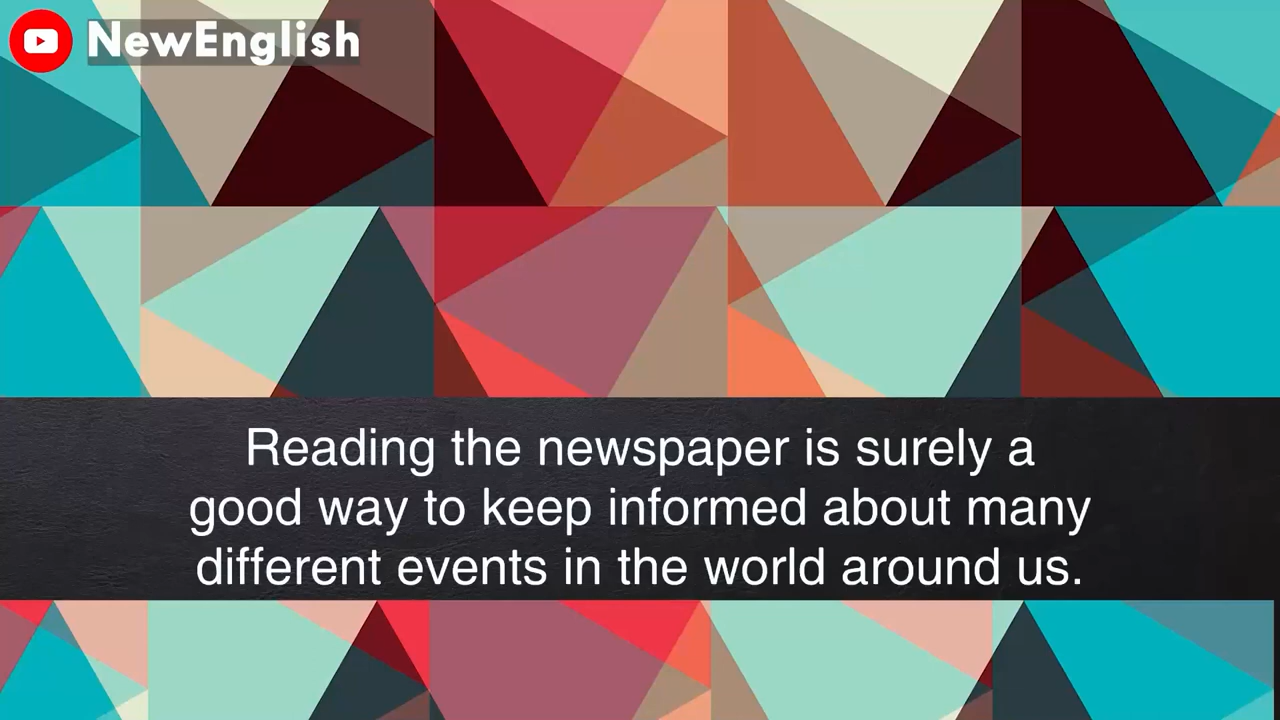 NewEnglish
Reading the newspaper is surely a
good way to keep informed about many
different events in the world around us.